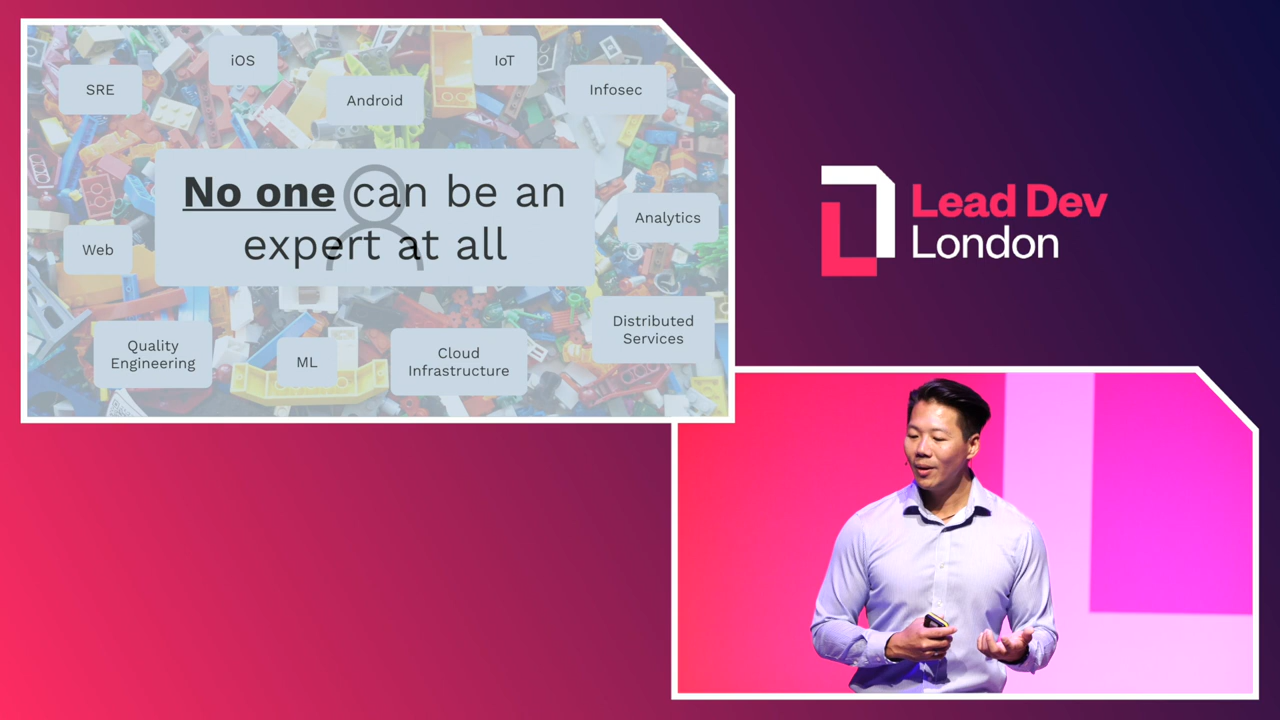 iOS
IoT
SRE
Android
Infosec
No one can be an
expert at all
Analytics
Web
Distributed
Services
Quality
Engineering
ML
Cloud
Infrastructure
Lead Dev
London